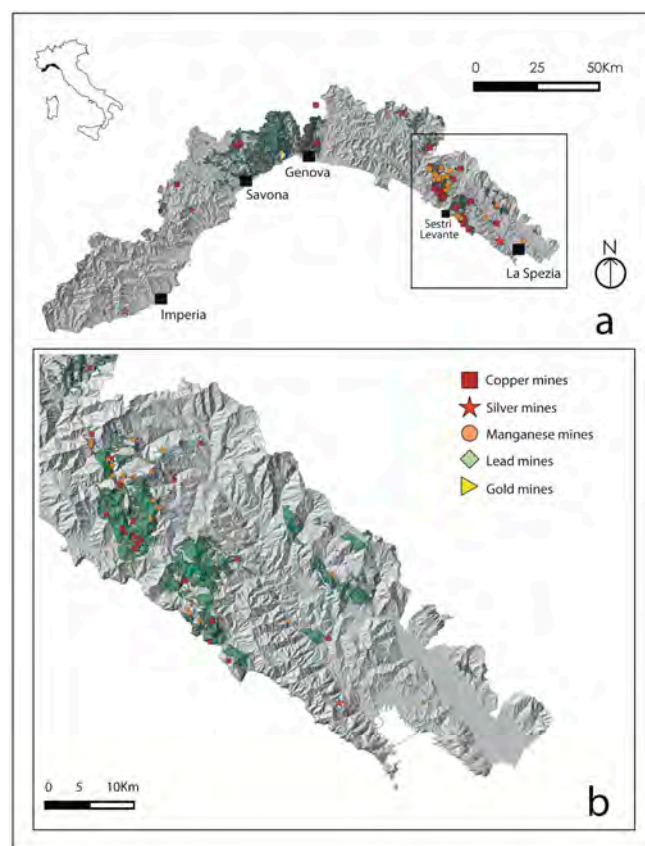 0 25 50Km
Genova
Savona
Sestri
Levante
La Spezia
N
Imperia
a
Copper mines
Silver mines
Manganese mines
Lead mines
Gold mines
0 5 10Km
b